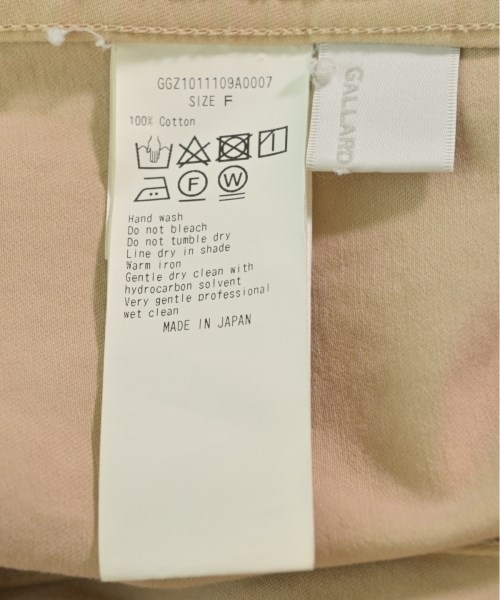 GGZ1011109A0007
SIZE F
100% Cotton
F W
Hand wash
Do not bleach
Do not tumble dry
Line dry in shade
Warm iron
Gentle dry clean with
hydrocarbon solvent
Very gentle professional
wet clean
MADE IN JAPAN
GALLARD